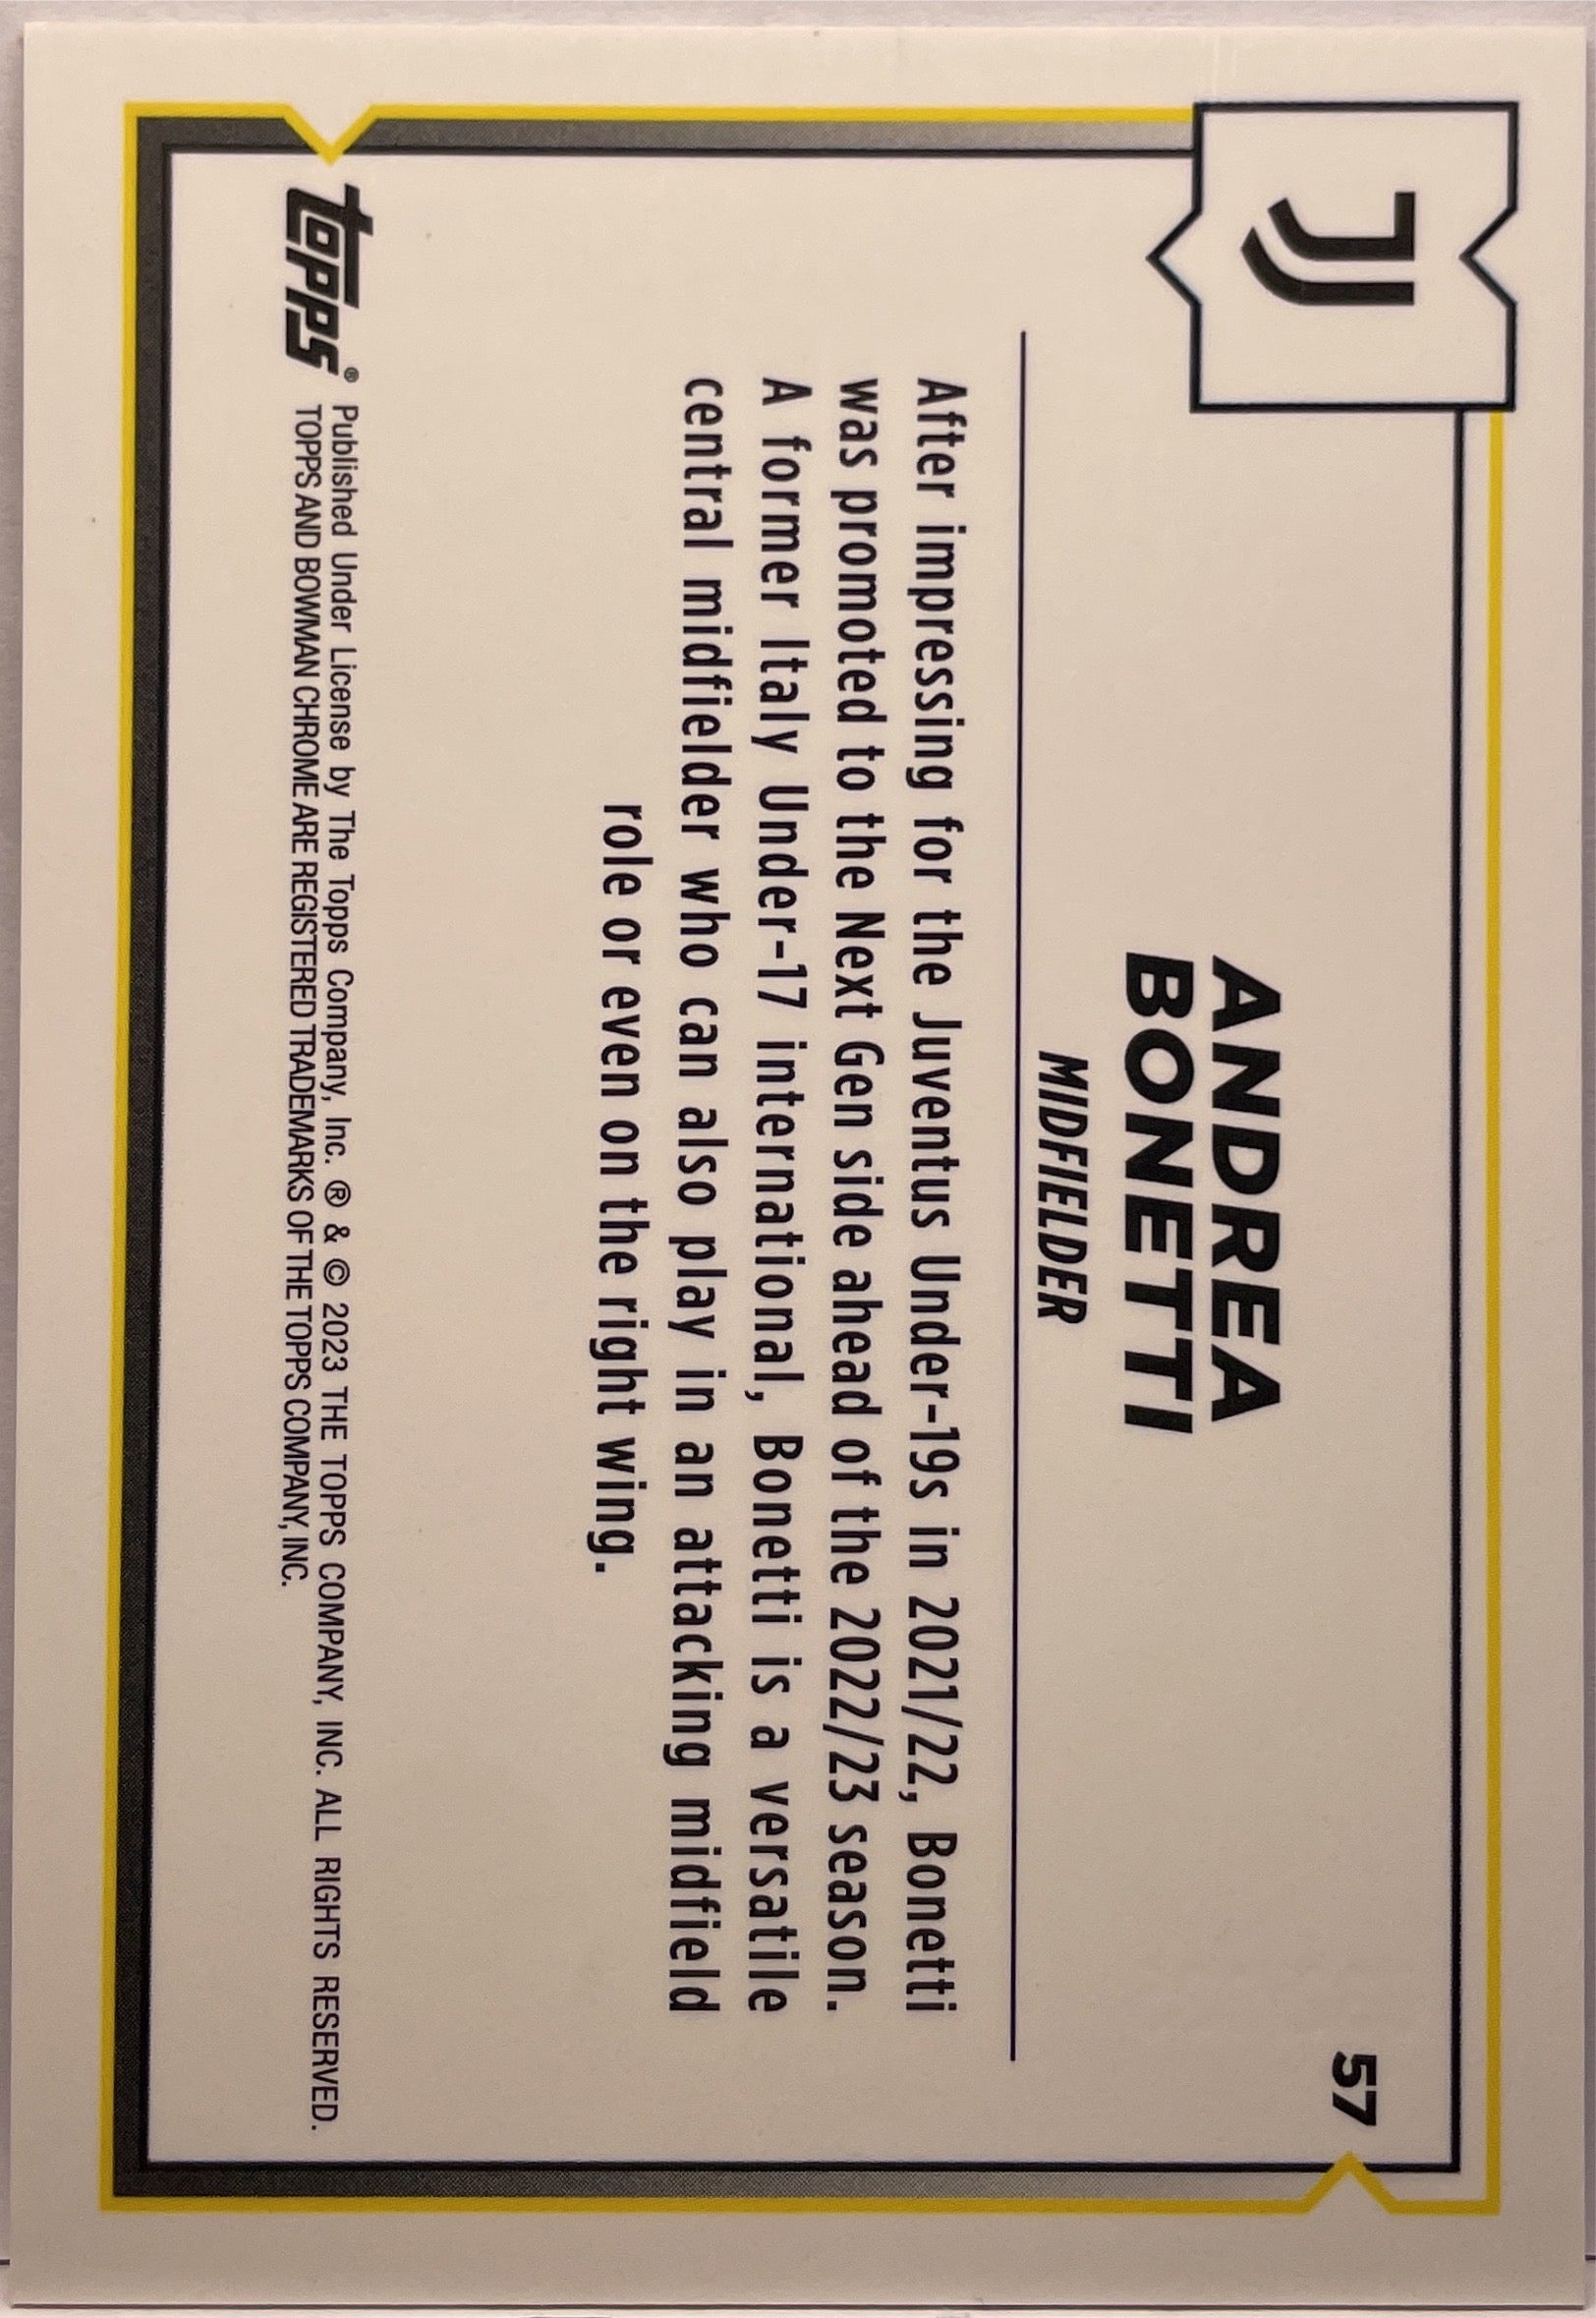 57
ANDREA
BONETTI
MIDFIELDER
After impressing for the Juventus Under-19s in 2021/22, Bonetti
was promoted to the Next Gen side ahead of the 2022/23 season.
A former Italy Under-17 international, Bonetti is a versatile
central midfielder who can also play in an attacking midfield
role or even on the right wing.
topps®
Published Under License by The Topps Company, Inc. ® & © 2023 THE TOPPS COMPANY, INC. ALL RIGHTS RESERVED.
TOPPS AND BOWMAN CHROME ARE REGISTERED TRADEMARKS OF THE TOPPS COMPANY, INC.